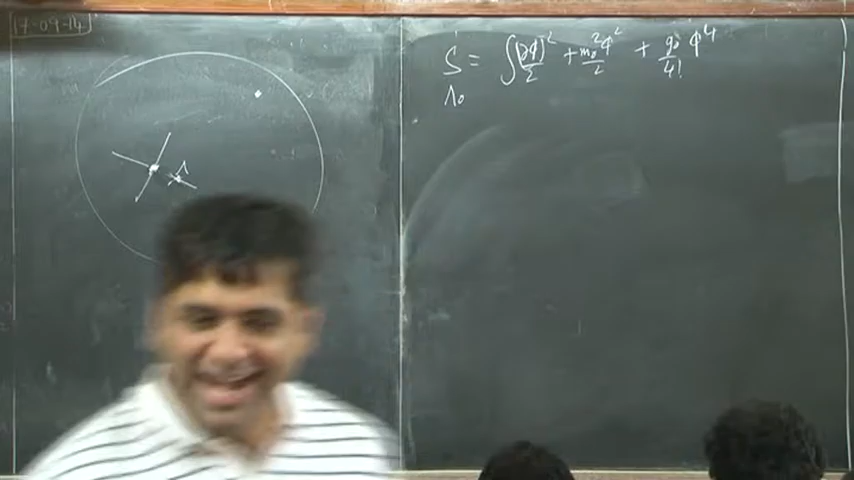 17-09-14
Λ
S = ∫ (∂φ)²/2 + m₀²φ²/2 + g₀/4! φ⁴
Λ₀